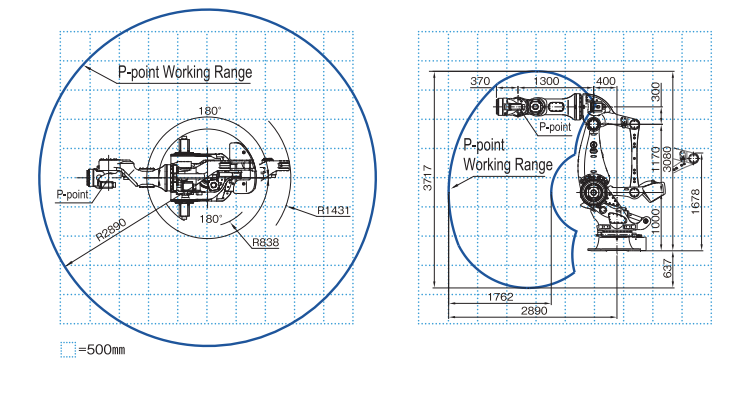 P-point Working Range
180°
P-point
R2890
180°
R1431
R838
=500mm
370
1300
400
300
P-point
P-point
Working Range
3717
1170
3080
1678
1000
637
1762
2890